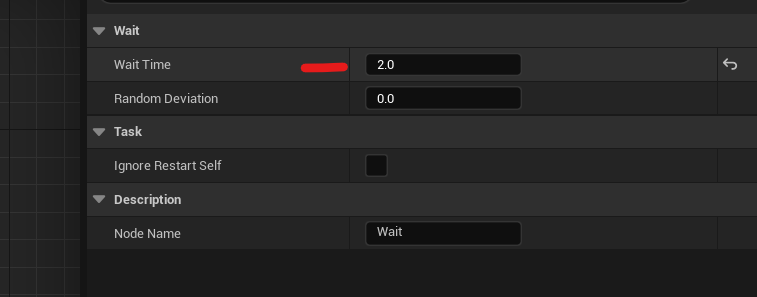 Wait
Wait Time 2.0
Random Deviation 0.0
Task
Ignore Restart Self
Description
Node Name Wait